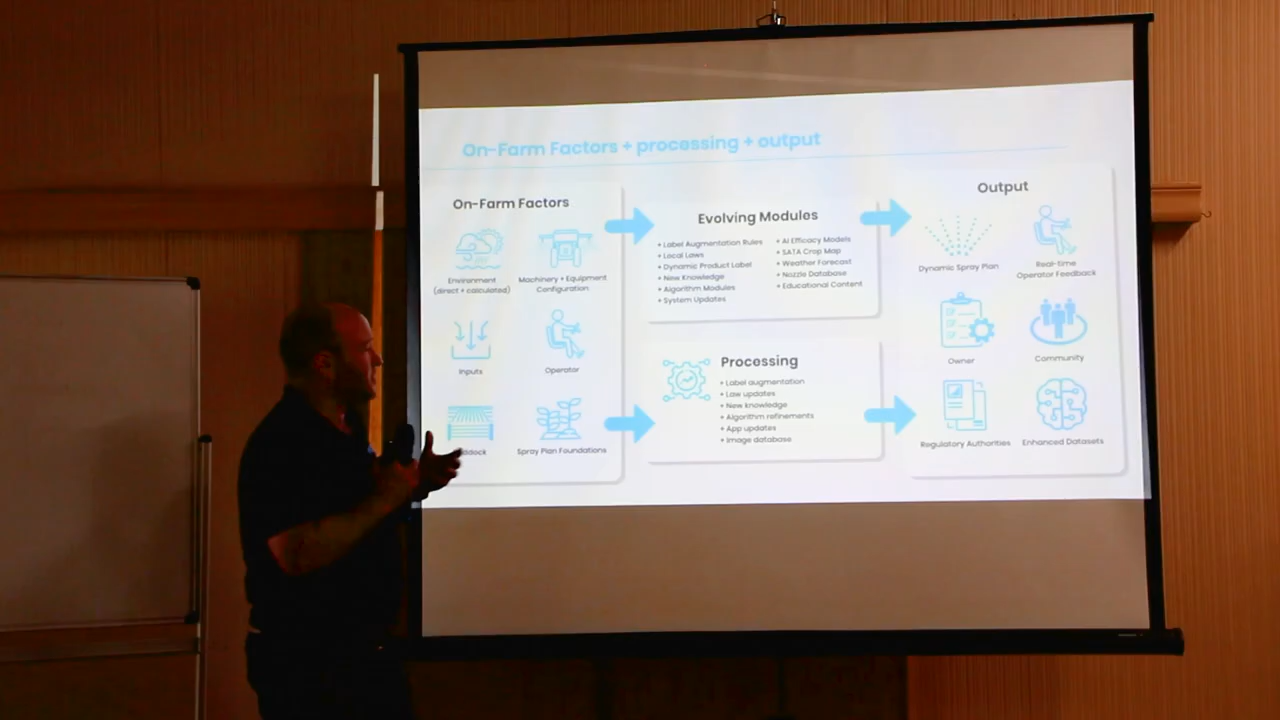 On-Farm Factors + processing + output
On-Farm Factors
Environment
(direct + calculated)
Machinery + Equipment
Configuration
Inputs
Operator
Spray Plan Foundations
Evolving Modules
+ Label Augmentation Rules
+ Local Laws
+ Dynamic Product Label
+ New Knowledge
+ Algorithm Modules
+ System Updates
+ AI Efficacy Models
+ SATA Crop Map
+ Weather Forecast
+ Nozzle Database
+ Educational Content
Processing
+ Label augmentation
+ Law updates
+ New knowledge
+ Algorithm refinements
+ App updates
+ Image database
Output
Dynamic Spray Plan
Real-time
Operator Feedback
Owner
Community
Regulatory Authorities
Enhanced Datasets